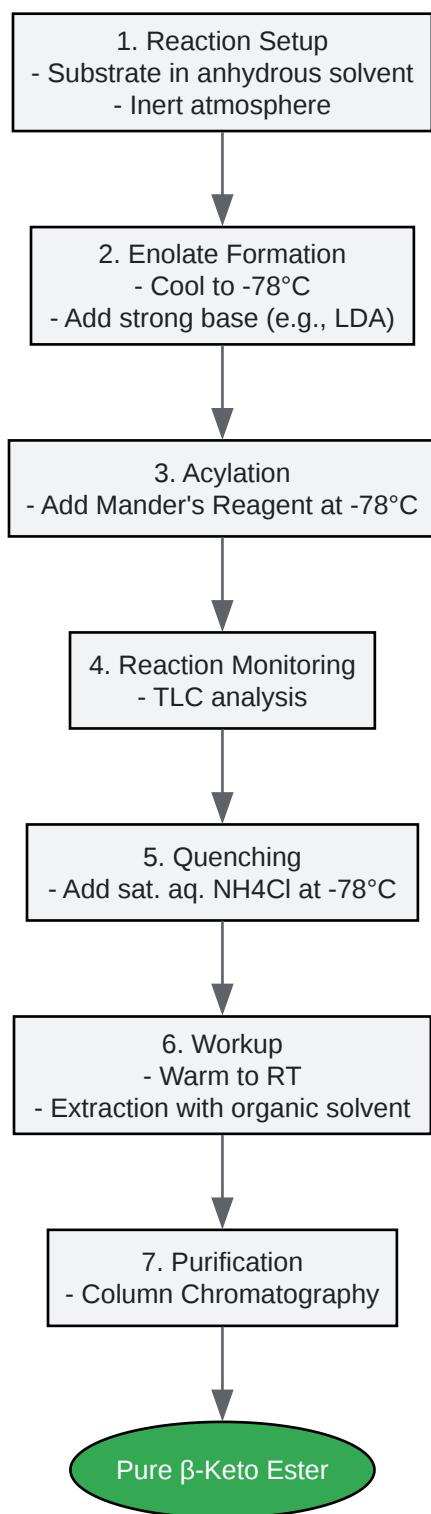 1. Reaction Setup
- Substrate in anhydrous solvent
- Inert atmosphere
2. Enolate Formation
- Cool to -78°C
- Add strong base (e.g., LDA)
3. Acylation
- Add Mander's Reagent at -78°C
4. Reaction Monitoring
- TLC analysis
5. Quenching
- Add sat. aq. NH4Cl at -78°C
6. Workup
- Warm to RT
- Extraction with organic solvent
7. Purification
- Column Chromatography
Pure β-Keto Ester